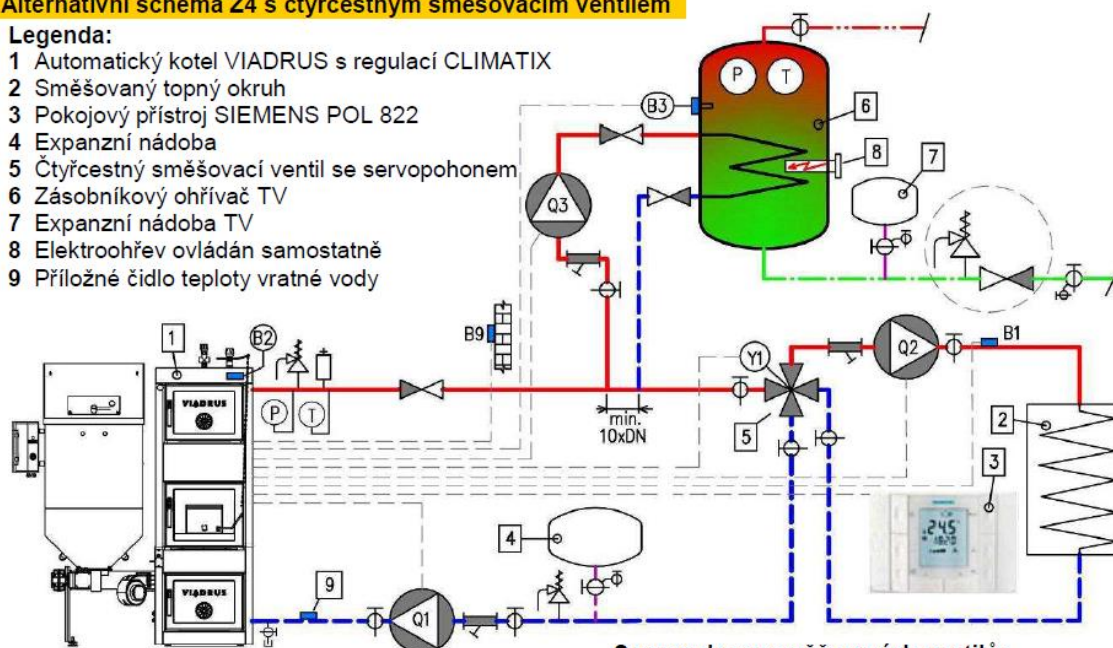 Alternativní schéma Z4 s čtyřcestným směšovacím ventilem
Legenda:
1 Automatický kotel VIADRUS s regulací CLIMATIX
2 Směšovaný topný okruh
3 Pokojový přístroj SIEMENS POL 822
4 Expanzní nádoba
5 Čtyřcestný směšovací ventil se servopohonem
6 Zásobníkový ohřívač TV
7 Expanzní nádoba TV
8 Elektroohřev ovládán samostatně
9 Příložné čidlo teploty vratné vody
P
T
B3
6
8
7
Q3
B9
1
B2
P
T
VIADRUS
min.
10xDN
Y1
5
Q2
B1
2
3
24.5
4
9
Q1
VIADRUS